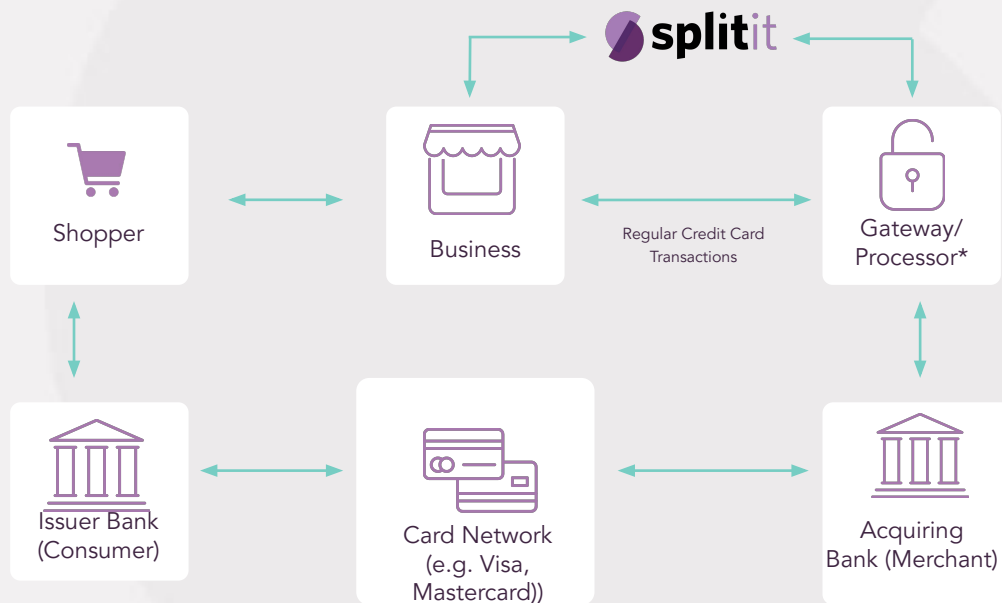 splitit
Shopper
Business
Regular Credit Card
Transactions
Gateway/
Processor*
Issuer Bank
(Consumer)
Card Network
(e.g. Visa,
Mastercard))
Acquiring
Bank (Merchant)